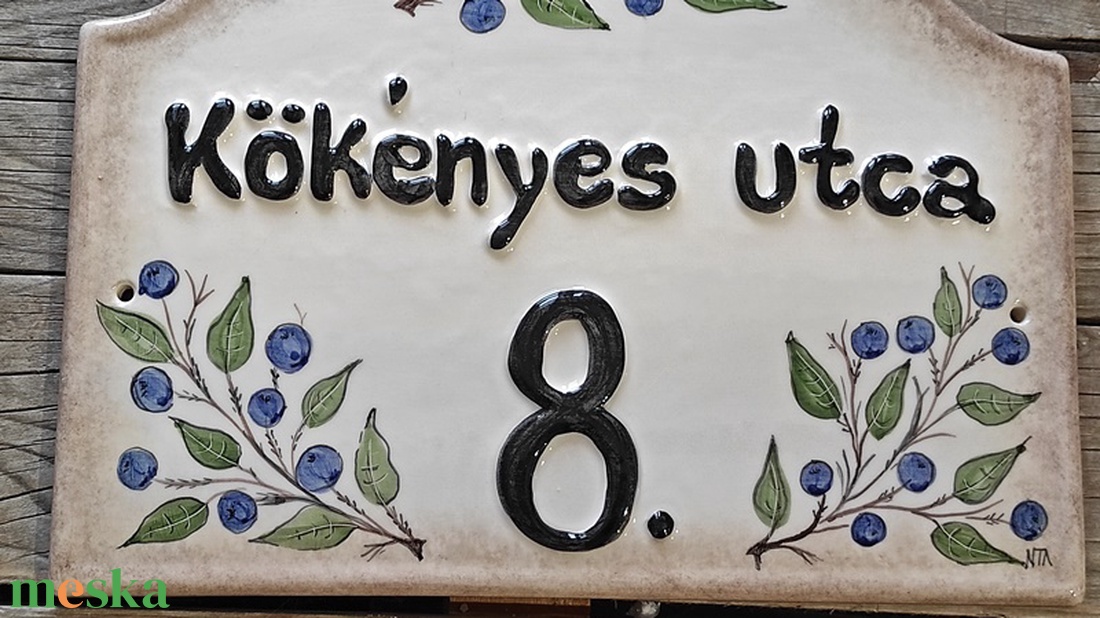 Kökényes utca
8.
NTA
meska